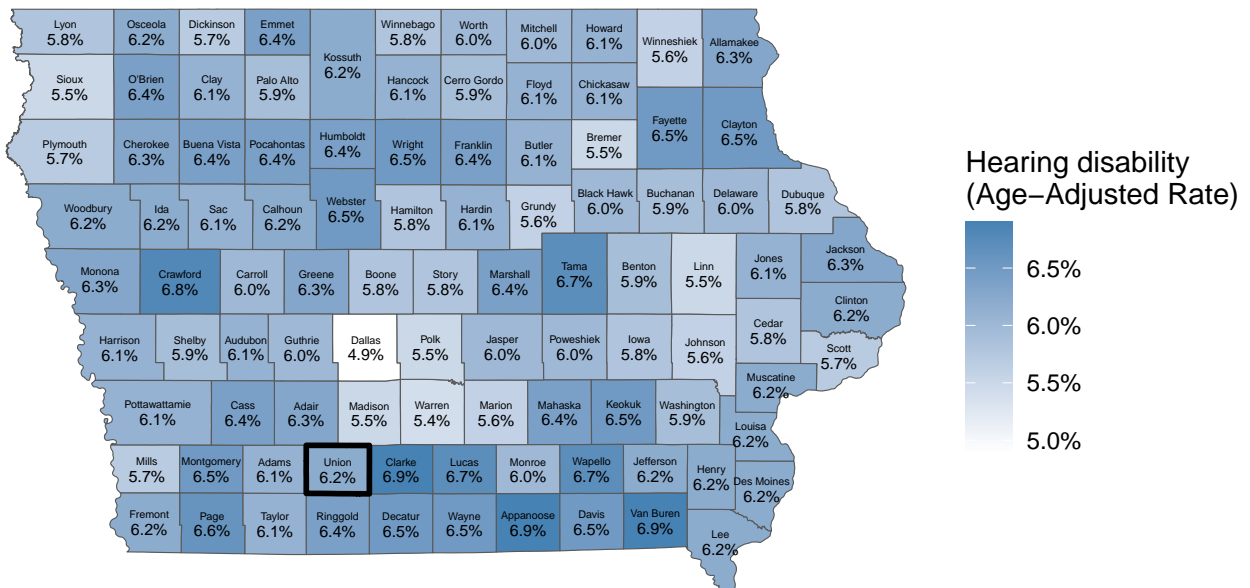 Lyon
5.8%
Osceola
6.2%
Dickinson
5.7%
Emmet
6.4%
Kossuth
6.2%
Winnebago
5.8%
Worth
6.0%
Mitchell
6.0%
Howard
6.1%
Winneshiek
5.6%
Allamakee
6.3%
Sioux
5.5%
O'Brien
6.4%
Clay
6.1%
Palo Alto
5.9%
Hancock
6.1%
Cerro Gordo
5.9%
Floyd
6.1%
Chickasaw
6.1%
Fayette
6.5%
Clayton
6.5%
Plymouth
5.7%
Cherokee
6.3%
Buena Vista
6.4%
Pocahontas
6.4%
Humboldt
6.4%
Wright
6.5%
Franklin
6.4%
Butler
6.1%
Bremer
5.5%
Woodbury
6.2%
Ida
6.2%
Sac
6.1%
Calhoun
6.2%
Webster
6.5%
Hamilton
5.8%
Hardin
6.1%
Grundy
5.6%
Black Hawk
6.0%
Buchanan
5.9%
Delaware
6.0%
Dubuque
5.8%
Monona
6.3%
Crawford
6.8%
Carroll
6.0%
Greene
6.3%
Boone
5.8%
Story
5.8%
Marshall
6.4%
Tama
6.7%
Benton
5.9%
Linn
5.5%
Jones
6.1%
Jackson
6.3%
Clinton
6.2%
Harrison
6.1%
Shelby
5.9%
Audubon
6.1%
Guthrie
6.0%
Dallas
4.9%
Polk
5.5%
Jasper
6.0%
Poweshiek
6.0%
Iowa
5.8%
Johnson
5.6%
Cedar
5.8%
Scott
5.7%
Muscatine
6.2%
Pottawattamie
6.1%
Cass
6.4%
Adair
6.3%
Madison
5.5%
Warren
5.4%
Marion
5.6%
Mahaska
6.4%
Keokuk
6.5%
Washington
5.9%
Louisa
6.2%
Mills
5.7%
Montgomery
6.5%
Adams
6.1%
Union
6.2%
Clarke
6.9%
Lucas
6.7%
Monroe
6.0%
Wapello
6.7%
Jefferson
6.2%
Henry
6.2%
Des Moines
6.2%
Fremont
6.2%
Page
6.6%
Taylor
6.1%
Ringgold
6.4%
Decatur
6.5%
Wayne
6.5%
Appanoose
6.9%
Davis
6.5%
Van Buren
6.9%
Lee
6.2%
Hearing disability
(Age−Adjusted Rate)
6.5%
6.0%
5.5%
5.0%